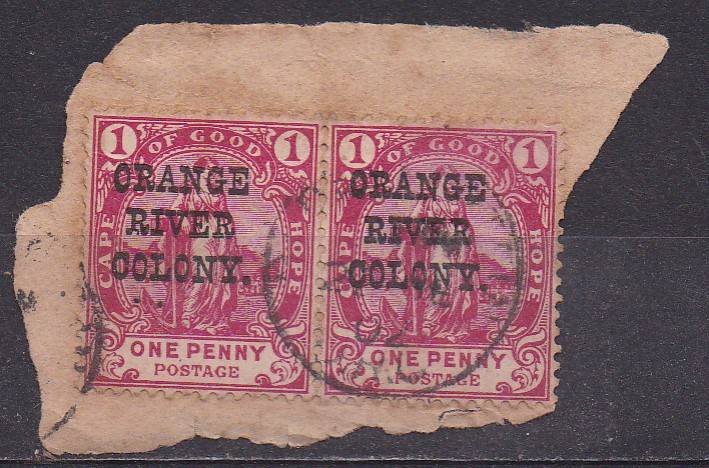 1 OF GOOD 1
CAPE
HOPE
ORANGE
RIVER
COLONY.
ONE PENNY
POSTAGE
1 OF GOOD 1
CAPE
HOPE
ORANGE
RIVER
COLONY.
ONE PENNY
POSTAGE
02